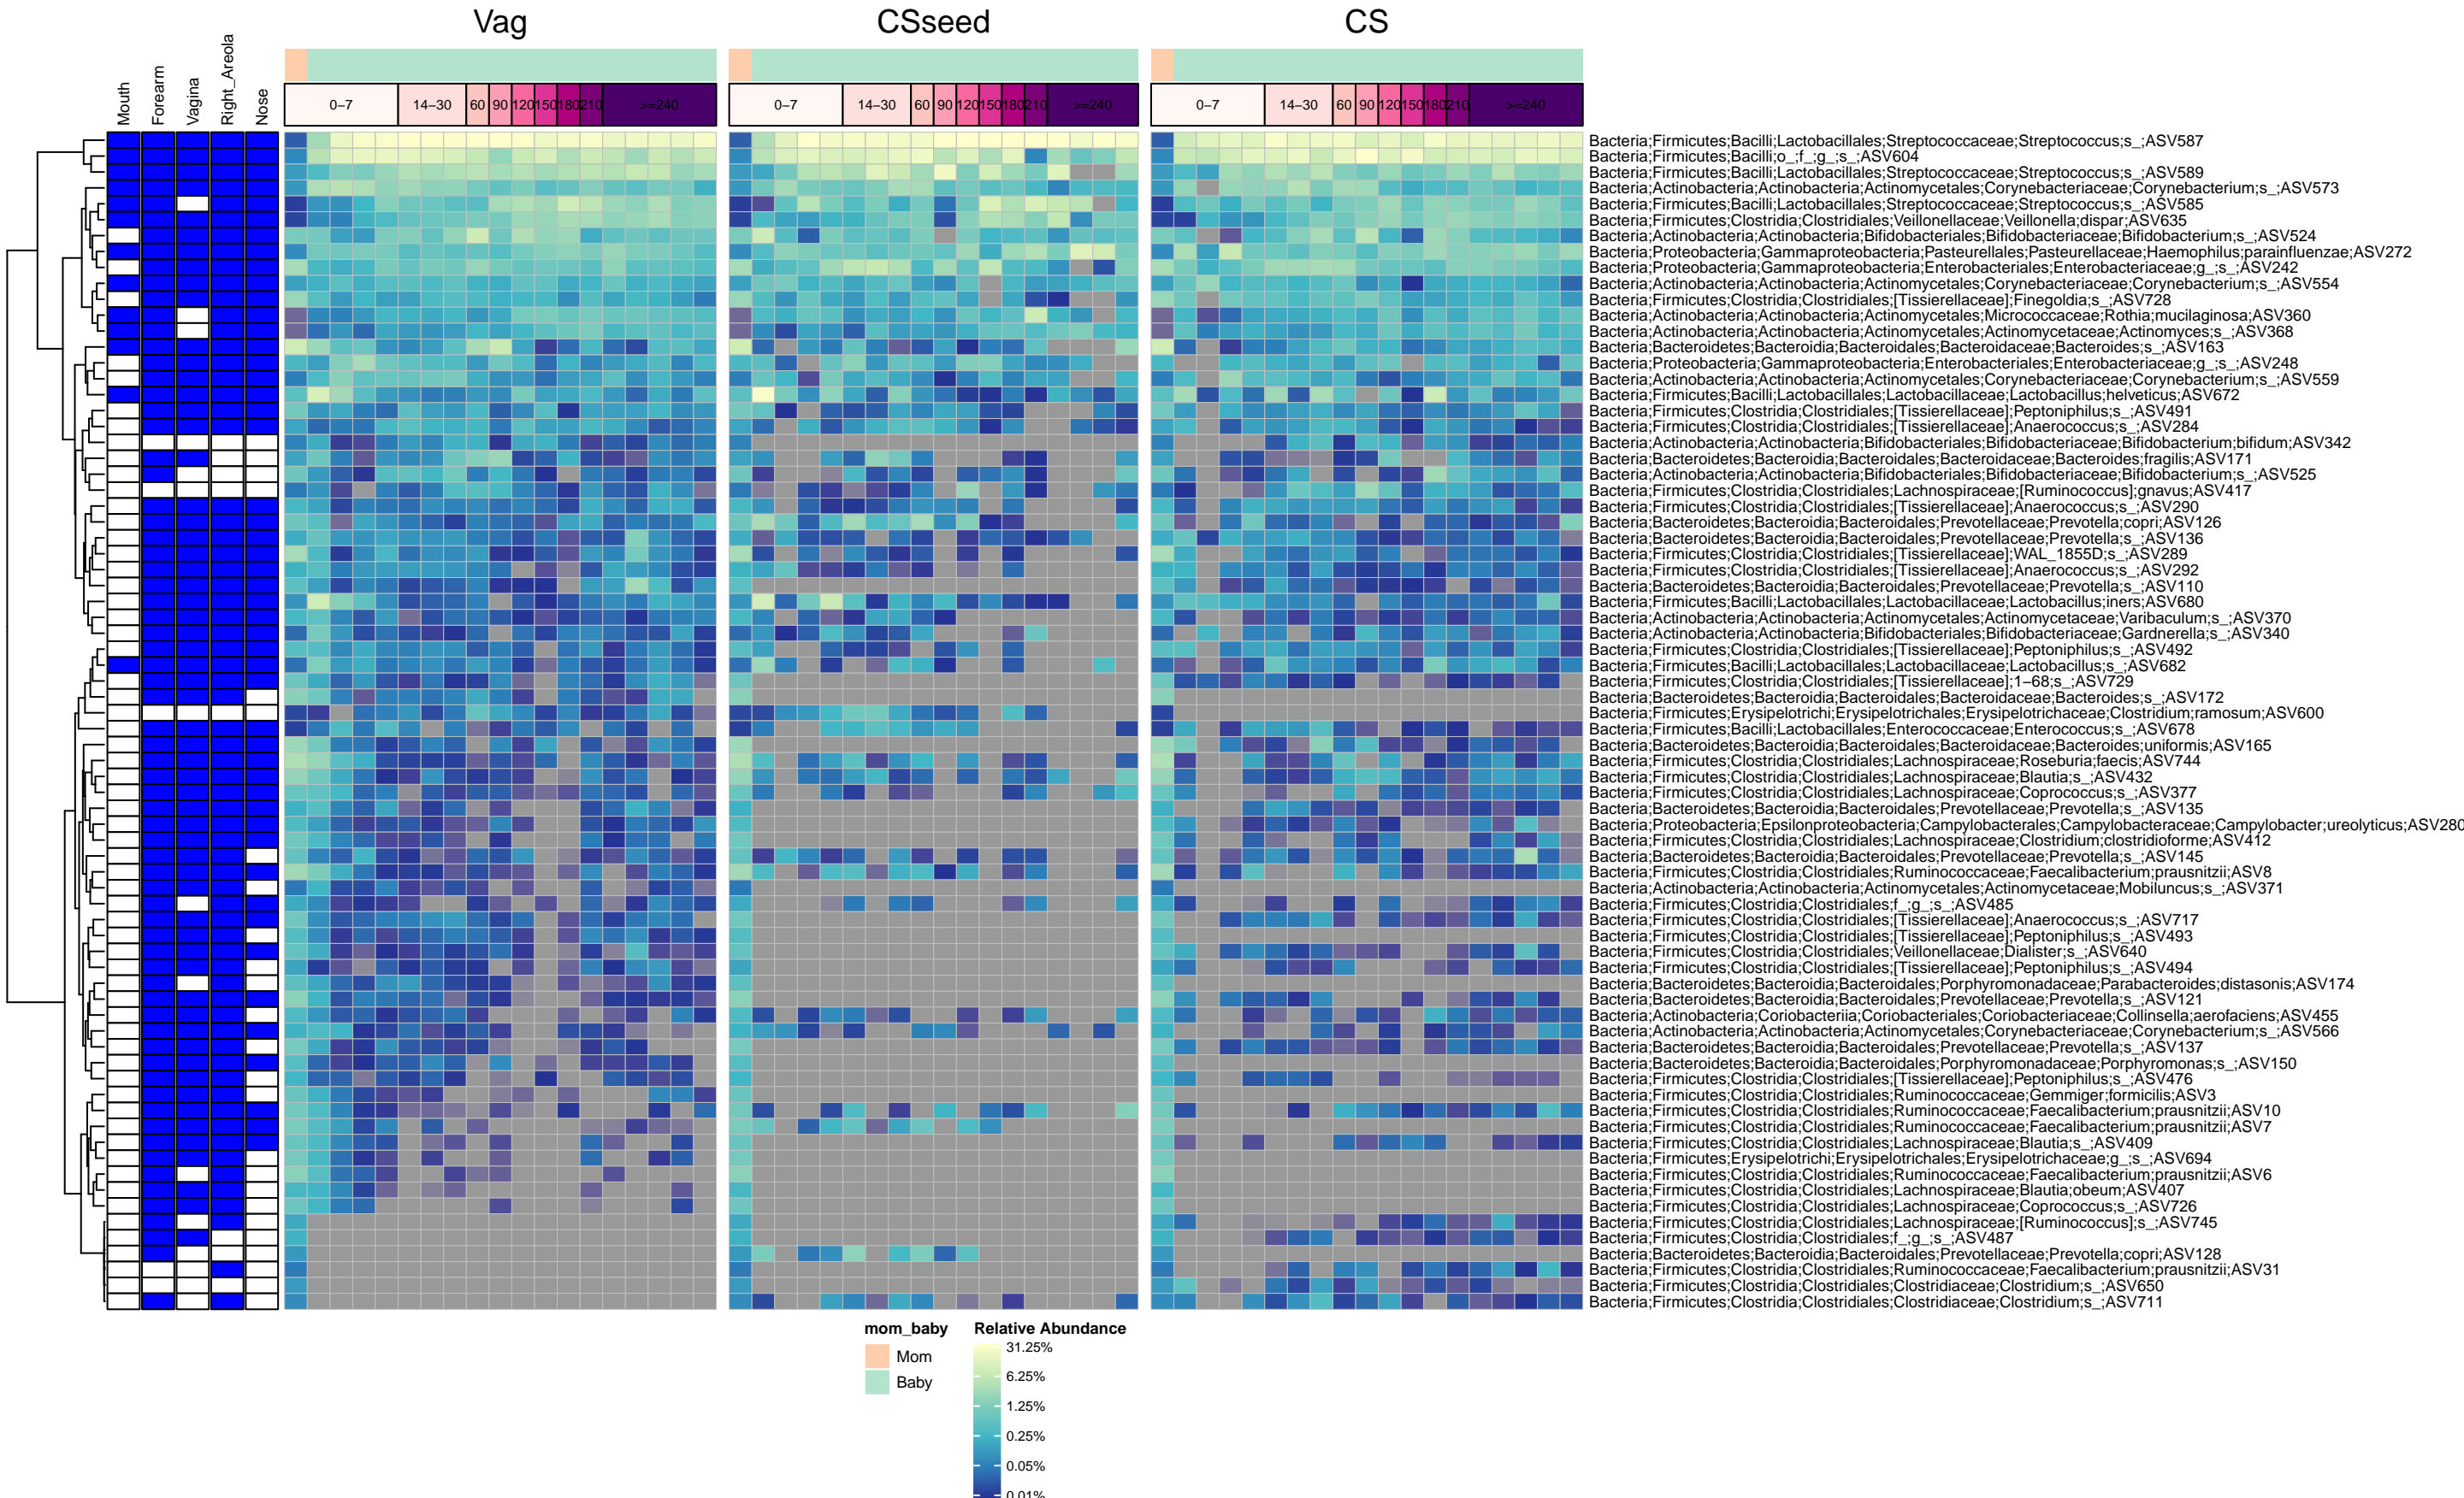 Vag CSseed CS
Mouth
Forearm
Vagina
Right_Areola
Nose
0–7 14–30 60 90 120 150 180 210 >=240
0–7 14–30 60 90 120 150 180 210 >=240
0–7 14–30 60 90 120 150 180 210 >=240
Bacteria;Firmicutes;Bacilli;Lactobacillales;Streptococcaceae;Streptococcus;s_;ASV587
Bacteria;Firmicutes;Bacilli;o_;f_;g_;s_;ASV604
Bacteria;Firmicutes;Bacilli;Lactobacillales;Streptococcaceae;Streptococcus;s_;ASV589
Bacteria;Actinobacteria;Actinobacteria;Actinomycetales;Corynebacteriaceae;Corynebacterium;s_;ASV573
Bacteria;Firmicutes;Bacilli;Lactobacillales;Streptococcaceae;Streptococcus;s_;ASV585
Bacteria;Firmicutes;Clostridia;Clostridiales;Veillonellaceae;Veillonella;dispar;ASV635
Bacteria;Actinobacteria;Actinobacteria;Bifidobacteriales;Bifidobacteriaceae;Bifidobacterium;s_;ASV524
Bacteria;Proteobacteria;Gammaproteobacteria;Pasteurellales;Pasteurellaceae;Haemophilus;parainfluenzae;ASV272
Bacteria;Proteobacteria;Gammaproteobacteria;Enterobacteriales;Enterobacteriaceae;g_;s_;ASV242
Bacteria;Actinobacteria;Actinobacteria;Actinomycetales;Corynebacteriaceae;Corynebacterium;s_;ASV554
Bacteria;Firmicutes;Clostridia;Clostridiales;[Tissierellaceae];Finegoldia;s_;ASV728
Bacteria;Actinobacteria;Actinobacteria;Actinomycetales;Micrococcaceae;Rothia;mucilaginosa;ASV360
Bacteria;Actinobacteria;Actinobacteria;Actinomycetales;Actinomycetaceae;Actinomyces;s_;ASV368
Bacteria;Bacteroidetes;Bacteroidia;Bacteroidales;Bacteroidaceae;Bacteroides;s_;ASV163
Bacteria;Proteobacteria;Gammaproteobacteria;Enterobacteriales;Enterobacteriaceae;g_;s_;ASV248
Bacteria;Actinobacteria;Actinobacteria;Actinomycetales;Corynebacteriaceae;Corynebacterium;s_;ASV559
Bacteria;Firmicutes;Bacilli;Lactobacillales;Lactobacillaceae;Lactobacillus;helveticus;ASV672
Bacteria;Firmicutes;Clostridia;Clostridiales;[Tissierellaceae];Peptoniphilus;s_;ASV491
Bacteria;Firmicutes;Clostridia;Clostridiales;[Tissierellaceae];Anaerococcus;s_;ASV284
Bacteria;Actinobacteria;Actinobacteria;Bifidobacteriales;Bifidobacteriaceae;Bifidobacterium;bifidum;ASV342
Bacteria;Bacteroidetes;Bacteroidia;Bacteroidales;Bacteroidaceae;Bacteroides;fragilis;ASV171
Bacteria;Actinobacteria;Actinobacteria;Bifidobacteriales;Bifidobacteriaceae;Bifidobacterium;s_;ASV525
Bacteria;Firmicutes;Clostridia;Clostridiales;Lachnospiraceae;[Ruminococcus];gnavus;ASV417
Bacteria;Firmicutes;Clostridia;Clostridiales;[Tissierellaceae];Anaerococcus;s_;ASV290
Bacteria;Bacteroidetes;Bacteroidia;Bacteroidales;Prevotellaceae;Prevotella;copri;ASV126
Bacteria;Bacteroidetes;Bacteroidia;Bacteroidales;Prevotellaceae;Prevotella;s_;ASV136
Bacteria;Firmicutes;Clostridia;Clostridiales;[Tissierellaceae];WAL_1855D;s_;ASV289
Bacteria;Firmicutes;Clostridia;Clostridiales;[Tissierellaceae];Anaerococcus;s_;ASV292
Bacteria;Bacteroidetes;Bacteroidia;Bacteroidales;Prevotellaceae;Prevotella;s_;ASV110
Bacteria;Firmicutes;Bacilli;Lactobacillales;Lactobacillaceae;Lactobacillus;iners;ASV680
Bacteria;Actinobacteria;Actinobacteria;Actinomycetales;Actinomycetaceae;Varibaculum;s_;ASV370
Bacteria;Actinobacteria;Actinobacteria;Bifidobacteriales;Bifidobacteriaceae;Gardnerella;s_;ASV340
Bacteria;Firmicutes;Clostridia;Clostridiales;[Tissierellaceae];Peptoniphilus;s_;ASV492
Bacteria;Firmicutes;Bacilli;Lactobacillales;Lactobacillaceae;Lactobacillus;s_;ASV682
Bacteria;Firmicutes;Clostridia;Clostridiales;[Tissierellaceae];1–68;s_;ASV729
Bacteria;Bacteroidetes;Bacteroidia;Bacteroidales;Bacteroidaceae;Bacteroides;s_;ASV172
Bacteria;Firmicutes;Erysipelotrichi;Erysipelotrichales;Erysipelotrichaceae;Clostridium;ramosum;ASV600
Bacteria;Firmicutes;Bacilli;Lactobacillales;Enterococcaceae;Enterococcus;s_;ASV678
Bacteria;Bacteroidetes;Bacteroidia;Bacteroidales;Bacteroidaceae;Bacteroides;uniformis;ASV165
Bacteria;Firmicutes;Clostridia;Clostridiales;Lachnospiraceae;Roseburia;faecis;ASV744
Bacteria;Firmicutes;Clostridia;Clostridiales;Lachnospiraceae;Blautia;s_;ASV432
Bacteria;Firmicutes;Clostridia;Clostridiales;Lachnospiraceae;Coprococcus;s_;ASV377
Bacteria;Bacteroidetes;Bacteroidia;Bacteroidales;Prevotellaceae;Prevotella;s_;ASV135
Bacteria;Proteobacteria;Epsilonproteobacteria;Campylobacterales;Campylobacteraceae;Campylobacter;ureolyticus;ASV280
Bacteria;Firmicutes;Clostridia;Clostridiales;Lachnospiraceae;Clostridium;clostridioforme;ASV412
Bacteria;Bacteroidetes;Bacteroidia;Bacteroidales;Prevotellaceae;Prevotella;s_;ASV145
Bacteria;Firmicutes;Clostridia;Clostridiales;Ruminococcaceae;Faecalibacterium;prausnitzii;ASV8
Bacteria;Actinobacteria;Actinobacteria;Actinomycetales;Actinomycetaceae;Mobiluncus;s_;ASV371
Bacteria;Firmicutes;Clostridia;Clostridiales;f_;g_;s_;ASV485
Bacteria;Firmicutes;Clostridia;Clostridiales;[Tissierellaceae];Anaerococcus;s_;ASV717
Bacteria;Firmicutes;Clostridia;Clostridiales;[Tissierellaceae];Peptoniphilus;s_;ASV493
Bacteria;Firmicutes;Clostridia;Clostridiales;Veillonellaceae;Dialister;s_;ASV640
Bacteria;Firmicutes;Clostridia;Clostridiales;[Tissierellaceae];Peptoniphilus;s_;ASV494
Bacteria;Bacteroidetes;Bacteroidia;Bacteroidales;Porphyromonadaceae;Parabacteroides;distasonis;ASV174
Bacteria;Bacteroidetes;Bacteroidia;Bacteroidales;Prevotellaceae;Prevotella;s_;ASV121
Bacteria;Actinobacteria;Coriobacteriia;Coriobacteriales;Coriobacteriaceae;Collinsella;aerofaciens;ASV455
Bacteria;Actinobacteria;Actinobacteria;Actinomycetales;Corynebacteriaceae;Corynebacterium;s_;ASV566
Bacteria;Bacteroidetes;Bacteroidia;Bacteroidales;Prevotellaceae;Prevotella;s_;ASV137
Bacteria;Bacteroidetes;Bacteroidia;Bacteroidales;Porphyromonadaceae;Porphyromonas;s_;ASV150
Bacteria;Firmicutes;Clostridia;Clostridiales;[Tissierellaceae];Peptoniphilus;s_;ASV476
Bacteria;Firmicutes;Clostridia;Clostridiales;Ruminococcaceae;Gemmiger;formicilis;ASV3
Bacteria;Firmicutes;Clostridia;Clostridiales;Ruminococcaceae;Faecalibacterium;prausnitzii;ASV10
Bacteria;Firmicutes;Clostridia;Clostridiales;Ruminococcaceae;Faecalibacterium;prausnitzii;ASV7
Bacteria;Firmicutes;Clostridia;Clostridiales;Lachnospiraceae;Blautia;s_;ASV409
Bacteria;Firmicutes;Erysipelotrichi;Erysipelotrichales;Erysipelotrichaceae;g_;s_;ASV694
Bacteria;Firmicutes;Clostridia;Clostridiales;Ruminococcaceae;Faecalibacterium;prausnitzii;ASV6
Bacteria;Firmicutes;Clostridia;Clostridiales;Lachnospiraceae;Blautia;obeum;ASV407
Bacteria;Firmicutes;Clostridia;Clostridiales;Lachnospiraceae;Coprococcus;s_;ASV726
Bacteria;Firmicutes;Clostridia;Clostridiales;Lachnospiraceae;[Ruminococcus];s_;ASV745
Bacteria;Firmicutes;Clostridia;Clostridiales;f_;g_;s_;ASV487
Bacteria;Bacteroidetes;Bacteroidia;Bacteroidales;Prevotellaceae;Prevotella;copri;ASV128
Bacteria;Firmicutes;Clostridia;Clostridiales;Ruminococcaceae;Faecalibacterium;prausnitzii;ASV31
Bacteria;Firmicutes;Clostridia;Clostridiales;Clostridiaceae;Clostridium;s_;ASV650
Bacteria;Firmicutes;Clostridia;Clostridiales;Clostridiaceae;Clostridium;s_;ASV711
mom_baby
Mom
Baby
Relative Abundance
31.25%
6.25%
1.25%
0.25%
0.05%
0.01%